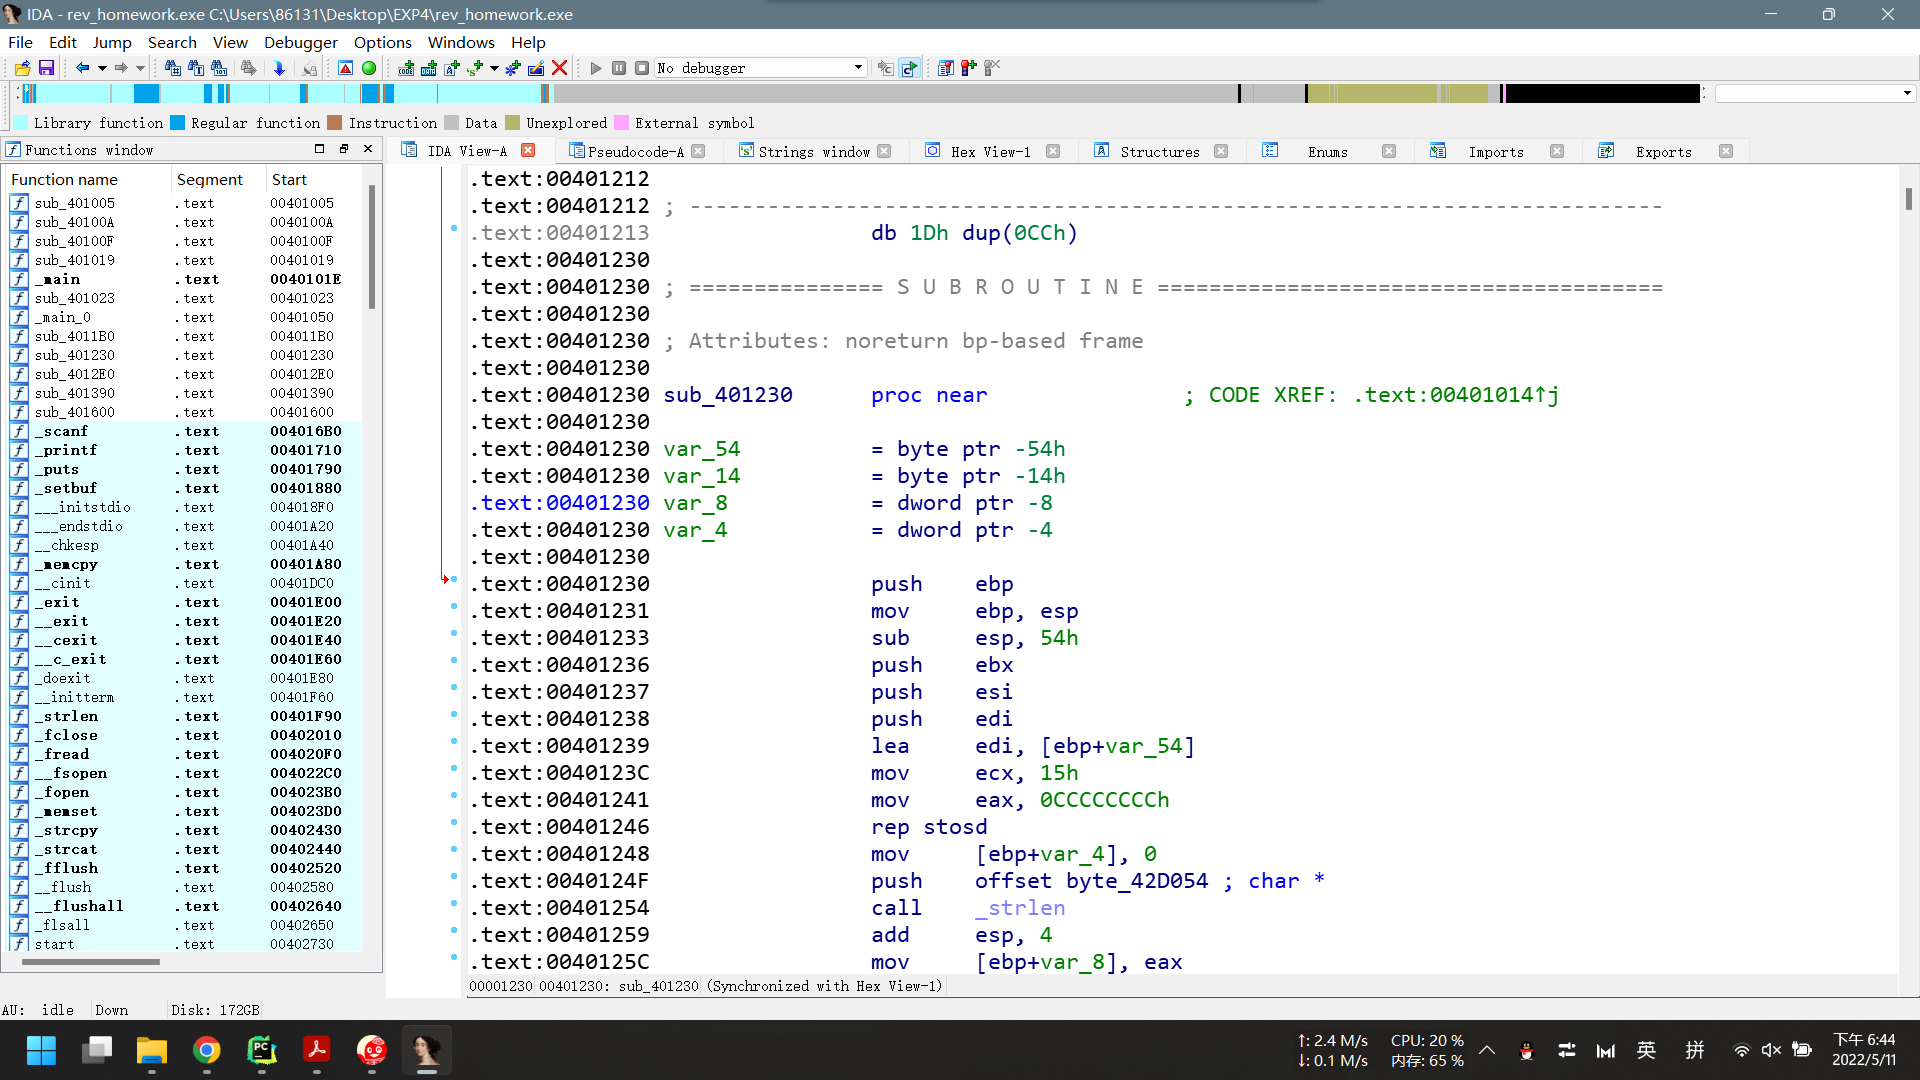 IDA - rev_homework.exe C:\Users\86131\Desktop\EXP4\rev_homework.exe
File Edit Jump Search View Debugger Options Windows Help
No debugger
Library function Regular function Instruction Data Unexplored External symbol
Functions window
Function name Segment Start
sub_401005 .text 00401005
sub_40100A .text 0040100A
sub_40100F .text 0040100F
sub_401019 .text 00401019
_main .text 0040101E
sub_401023 .text 00401023
_main_0 .text 00401050
sub_4011B0 .text 004011B0
sub_401230 .text 00401230
sub_4012E0 .text 004012E0
sub_401390 .text 00401390
sub_401600 .text 00401600
_scanf .text 004016B0
_printf .text 00401710
_puts .text 00401790
_setbuf .text 00401880
___initstdio .text 004018F0
___endstdio .text 00401A20
__chkesp .text 00401A40
_memcpy .text 00401A80
__cinit .text 00401DC0
_exit .text 00401E00
__exit .text 00401E20
__cexit .text 00401E40
__c_exit .text 00401E60
_doexit .text 00401E80
__initterm .text 00401F60
_strlen .text 00401F90
_fclose .text 00402010
_fread .text 004020F0
__fsopen .text 004022C0
_fopen .text 004023B0
_memset .text 004023D0
_strcpy .text 00402430
_strcat .text 00402440
_fflush .text 00402520
__flush .text 00402580
__flushall .text 00402640
_flsall .text 00402650
start .text 00402730
IDA View-A Pseudocode-A Strings window Hex View-1 Structures Enums Imports Exports
.text:00401212
.text:00401212 ; ---------------------------------------------------------------------------
.text:00401213 db 1Dh dup(0CCh)
.text:00401230
.text:00401230 ; =============== S U B R O U T I N E =======================================
.text:00401230
.text:00401230 ; Attributes: noreturn bp-based frame
.text:00401230
.text:00401230 sub_401230 proc near ; CODE XREF: .text:00401014↑j
.text:00401230
.text:00401230 var_54 = byte ptr -54h
.text:00401230 var_14 = byte ptr -14h
.text:00401230 var_8 = dword ptr -8
.text:00401230 var_4 = dword ptr -4
.text:00401230
.text:00401230 push ebp
.text:00401231 mov ebp, esp
.text:00401233 sub esp, 54h
.text:00401236 push ebx
.text:00401237 push esi
.text:00401238 push edi
.text:00401239 lea edi, [ebp+var_54]
.text:0040123C mov ecx, 15h
.text:00401241 mov eax, 0CCCCCCCCh
.text:00401246 rep stosd
.text:00401248 mov [ebp+var_4], 0
.text:0040124F push offset byte_42D054 ; char *
.text:00401254 call _strlen
.text:00401259 add esp, 4
.text:0040125C mov [ebp+var_8], eax
00001230 00401230: sub_401230 (Synchronized with Hex View-1)
AU: idle Down Disk: 172GB
↑: 2.4 M/s CPU: 20 %
↓: 0.1 M/s 内存: 65 %
英 拼
下午 6:44
2022/5/11